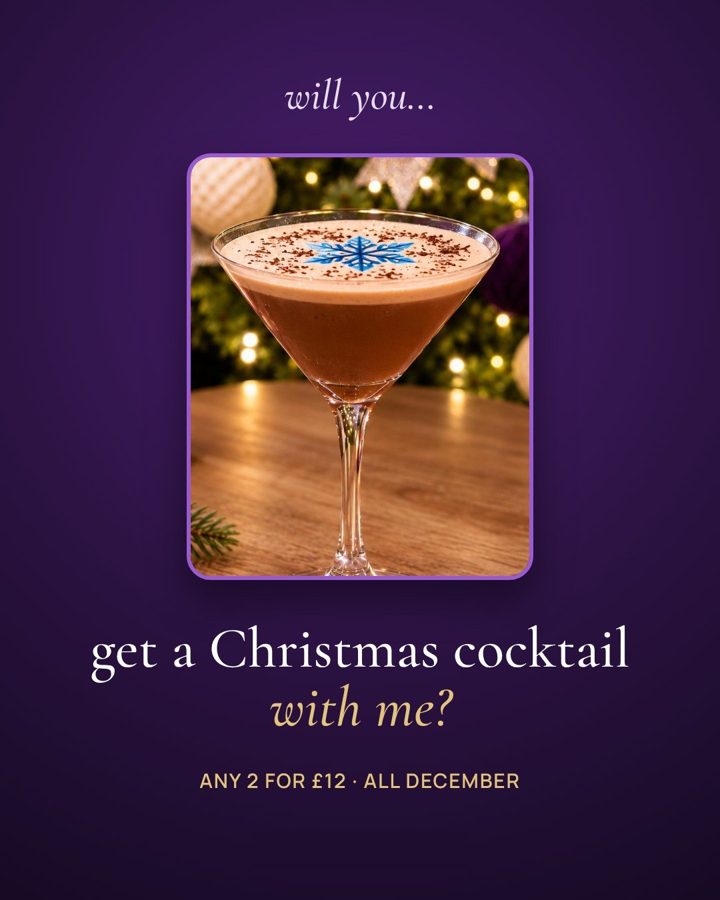 will you...
get a Christmas cocktail
with me?
ANY 2 FOR £12 · ALL DECEMBER